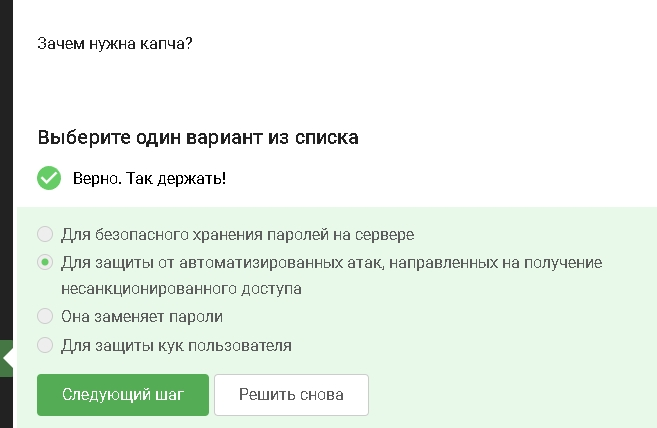 Зачем нужна капча?
Выберите один вариант из списка
Верно. Так держать!
Для безопасного хранения паролей на сервере
Для защиты от автоматизированных атак, направленных на получение
несанкционированного доступа
Она заменяет пароли
Для защиты кук пользователя
Следующий шаг
Решить снова